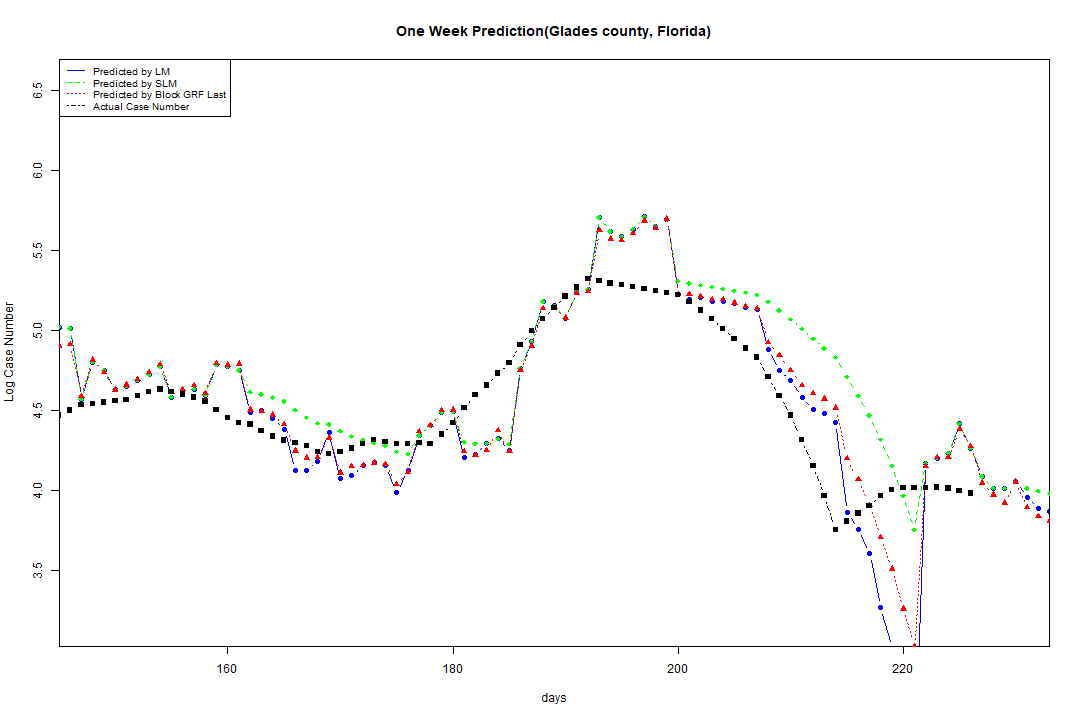 One Week Prediction(Glades county, Florida)
Predicted by LM
Predicted by SLM
Predicted by Block GRF Last
Actual Case Number
6.5
6.0
5.5
5.0
4.5
4.0
3.5
Log Case Number
160
180
200
220
days